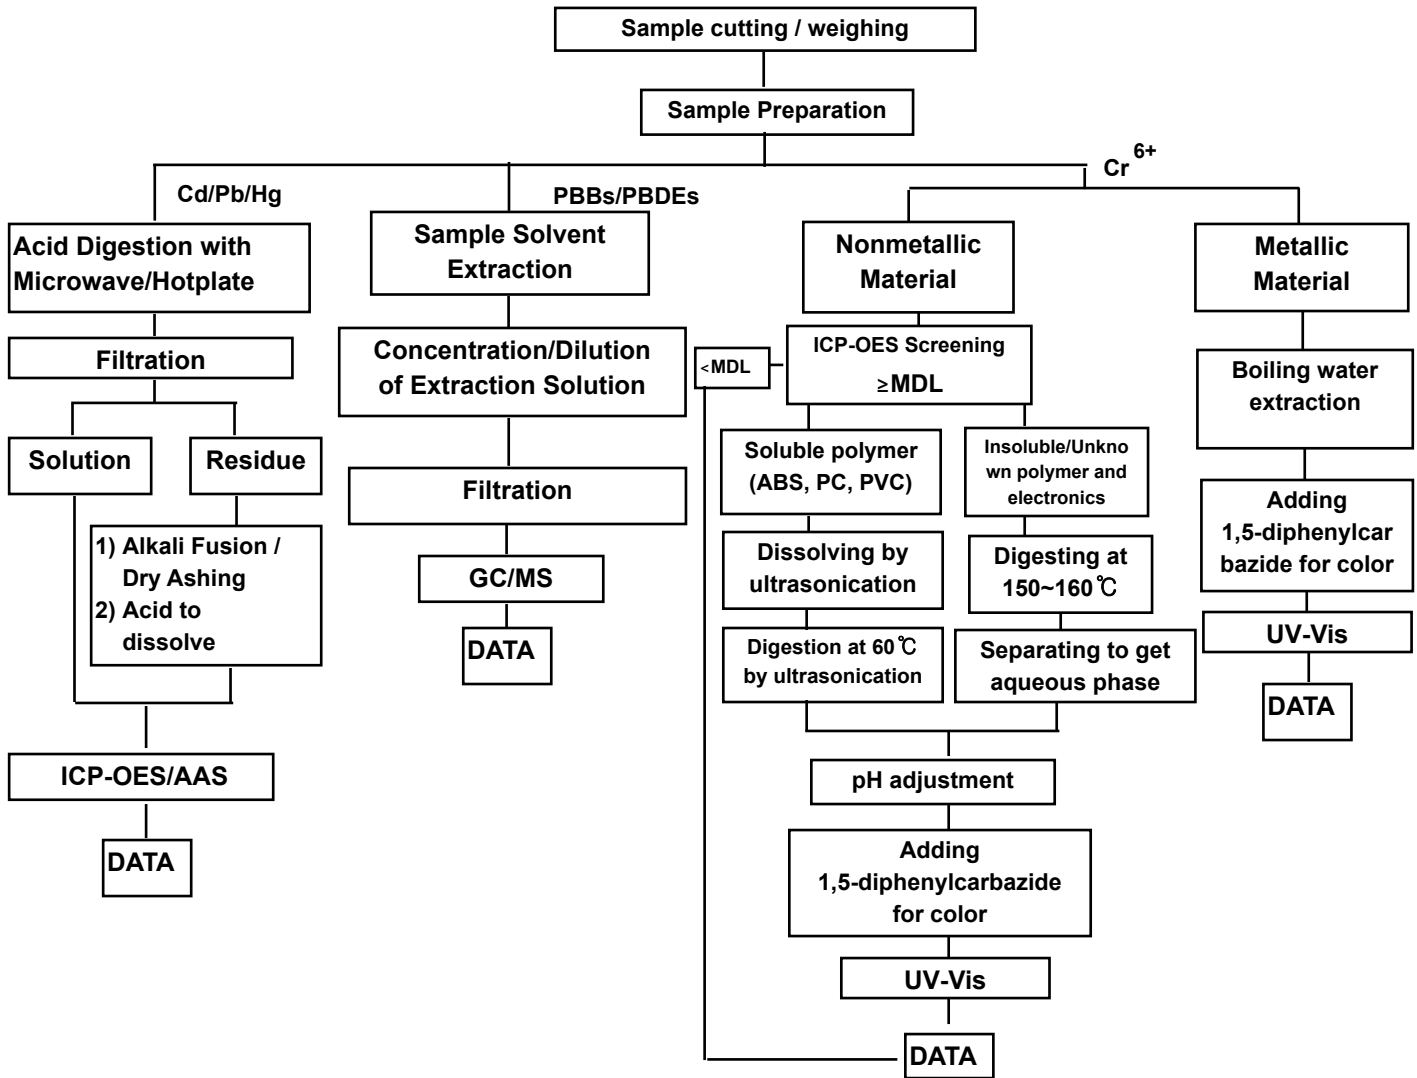 Sample cutting / weighing
Sample Preparation
Cd/Pb/Hg
Acid Digestion with
Microwave/Hotplate
Filtration
Solution
Residue
1) Alkali Fusion /
Dry Ashing
2) Acid to
dissolve
ICP-OES/AAS
DATA
PBBs/PBDEs
Sample Solvent
Extraction
Concentration/Dilution
of Extraction Solution
Filtration
GC/MS
DATA
Cr 6+
Nonmetallic
Material
ICP-OES Screening
≥MDL
<MDL
Soluble polymer
(ABS, PC, PVC)
Dissolving by
ultrasonication
Digestion at 60℃
by ultrasonication
Insoluble/Unkno
wn polymer and
electronics
Digesting at
150~160℃
Separating to get
aqueous phase
pH adjustment
Adding
1,5-diphenylcarbazide
for color
UV-Vis
DATA
Metallic
Material
Boiling water
extraction
Adding
1,5-diphenylcar
bazide for color
UV-Vis
DATA